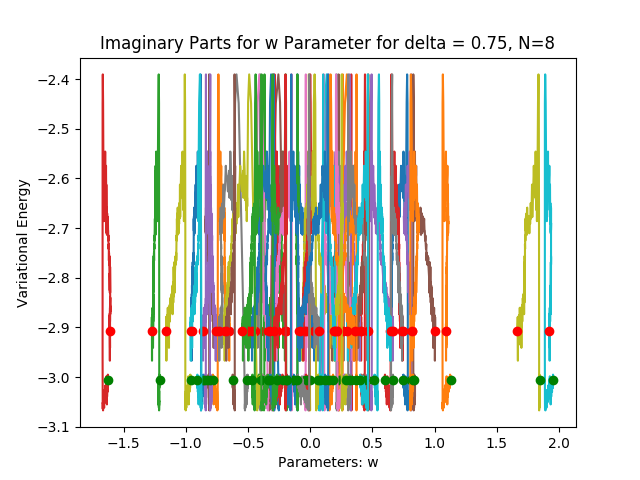 Imaginary Parts for w Parameter for delta = 0.75, N=8
Variational Energy
−2.4
−2.5
−2.6
−2.7
−2.8
−2.9
−3.0
−3.1
−1.5 −1.0 −0.5 0.0 0.5 1.0 1.5 2.0
Parameters: w